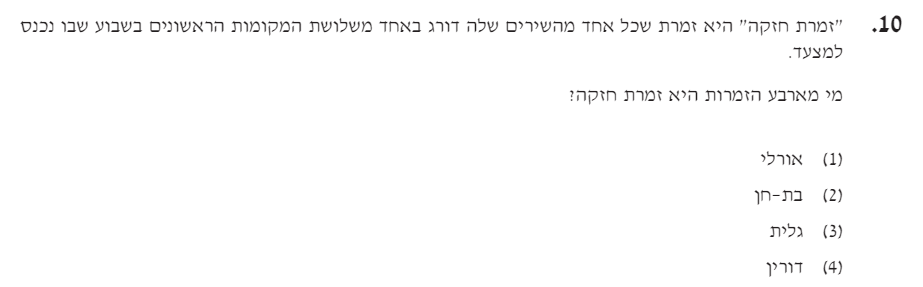 10. "זמרת חזקה" היא זמרת שכל אחד מהשירים שלה דורג באחד משלושת המקומות הראשונים בשבוע שבו נכנס
למצעד.
מי מארבע הזמרות היא זמרת חזקה?
(1) אורלי
(2) בת-חן
(3) גלית
(4) דורין